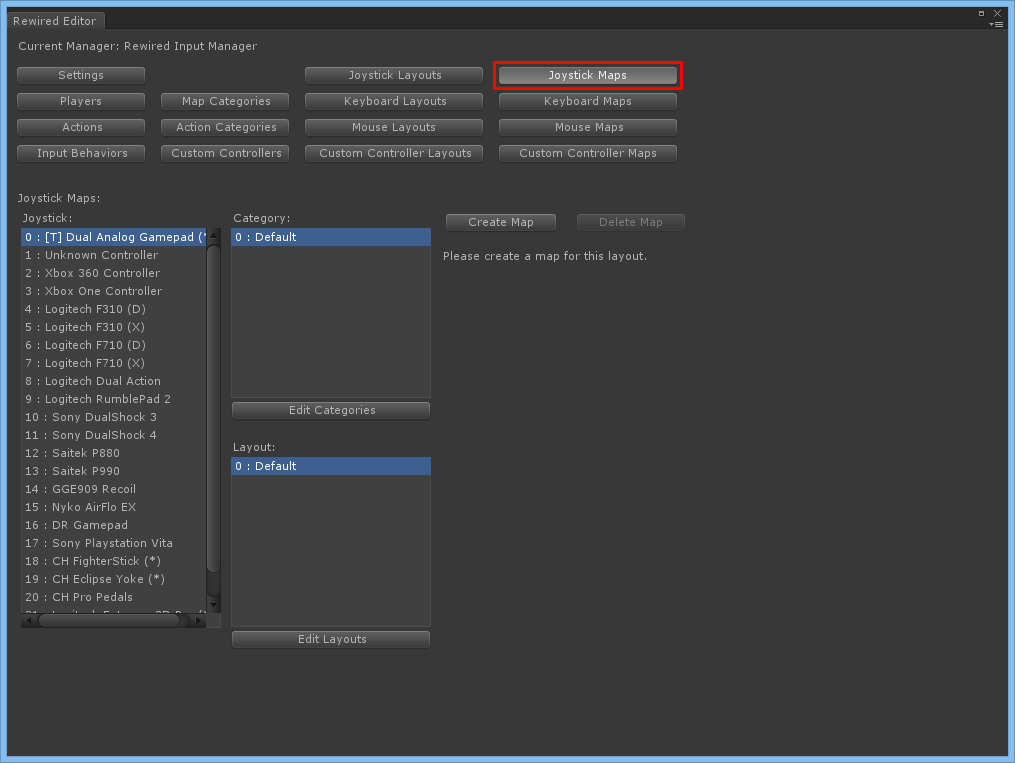 Rewired Editor
Current Manager: Rewired Input Manager
Settings
Joystick Layouts
Joystick Maps
Players
Map Categories
Keyboard Layouts
Keyboard Maps
Actions
Action Categories
Mouse Layouts
Mouse Maps
Input Behaviors
Custom Controllers
Custom Controller Layouts
Custom Controller Maps
Joystick Maps:
Joystick:
0 : [T] Dual Analog Gamepad (*
1 : Unknown Controller
2 : Xbox 360 Controller
3 : Xbox One Controller
4 : Logitech F310 (D)
5 : Logitech F310 (X)
6 : Logitech F710 (D)
7 : Logitech F710 (X)
8 : Logitech Dual Action
9 : Logitech RumblePad 2
10 : Sony DualShock 3
11 : Sony DualShock 4
12 : Saitek P880
13 : Saitek P990
14 : GGE909 Recoil
15 : Nyko AirFlo EX
16 : DR Gamepad
17 : Sony Playstation Vita
18 : CH FighterStick (*)
19 : CH Eclipse Yoke (*)
20 : CH Pro Pedals
Category:
0 : Default
Edit Categories
Layout:
0 : Default
Edit Layouts
Create Map
Delete Map
Please create a map for this layout.